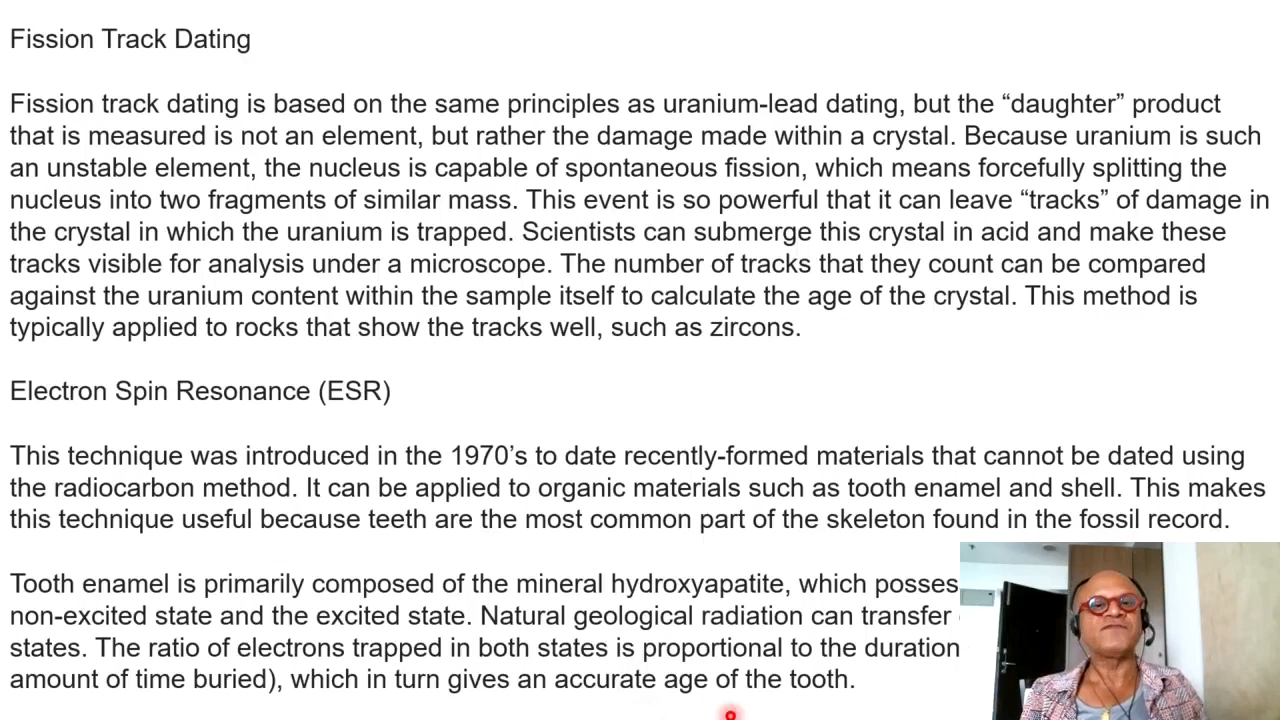 Fission Track Dating
Fission track dating is based on the same principles as uranium-lead dating, but the “daughter” product
that is measured is not an element, but rather the damage made within a crystal. Because uranium is such
an unstable element, the nucleus is capable of spontaneous fission, which means forcefully splitting the
nucleus into two fragments of similar mass. This event is so powerful that it can leave “tracks” of damage in
the crystal in which the uranium is trapped. Scientists can submerge this crystal in acid and make these
tracks visible for analysis under a microscope. The number of tracks that they count can be compared
against the uranium content within the sample itself to calculate the age of the crystal. This method is
typically applied to rocks that show the tracks well, such as zircons.
Electron Spin Resonance (ESR)
This technique was introduced in the 1970’s to date recently-formed materials that cannot be dated using
the radiocarbon method. It can be applied to organic materials such as tooth enamel and shell. This makes
this technique useful because teeth are the most common part of the skeleton found in the fossil record.
Tooth enamel is primarily composed of the mineral hydroxyapatite, which
non-excited state and the excited state. Natural geological radiation can transfer
states. The ratio of electrons trapped in both states is proportional to the duration
amount of time buried), which in turn gives an accurate age of the tooth.